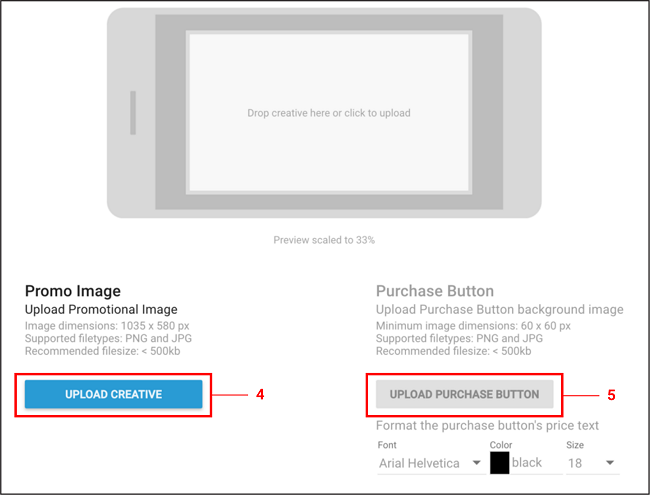 Drop creative here or click to upload
Preview scaled to 33%
Promo Image
Upload Promotional Image
Image dimensions: 1035 x 580 px
Supported filetypes: PNG and JPG
Recommended filesize: < 500kb
UPLOAD CREATIVE
4
Purchase Button
Upload Purchase Button background image
Minimum image dimensions: 60 x 60 px
Supported filetypes: PNG and JPG
Recommended filesize: < 500kb
UPLOAD PURCHASE BUTTON
5
Format the purchase button's price text
Font Color Size
Arial Helvetica black 18